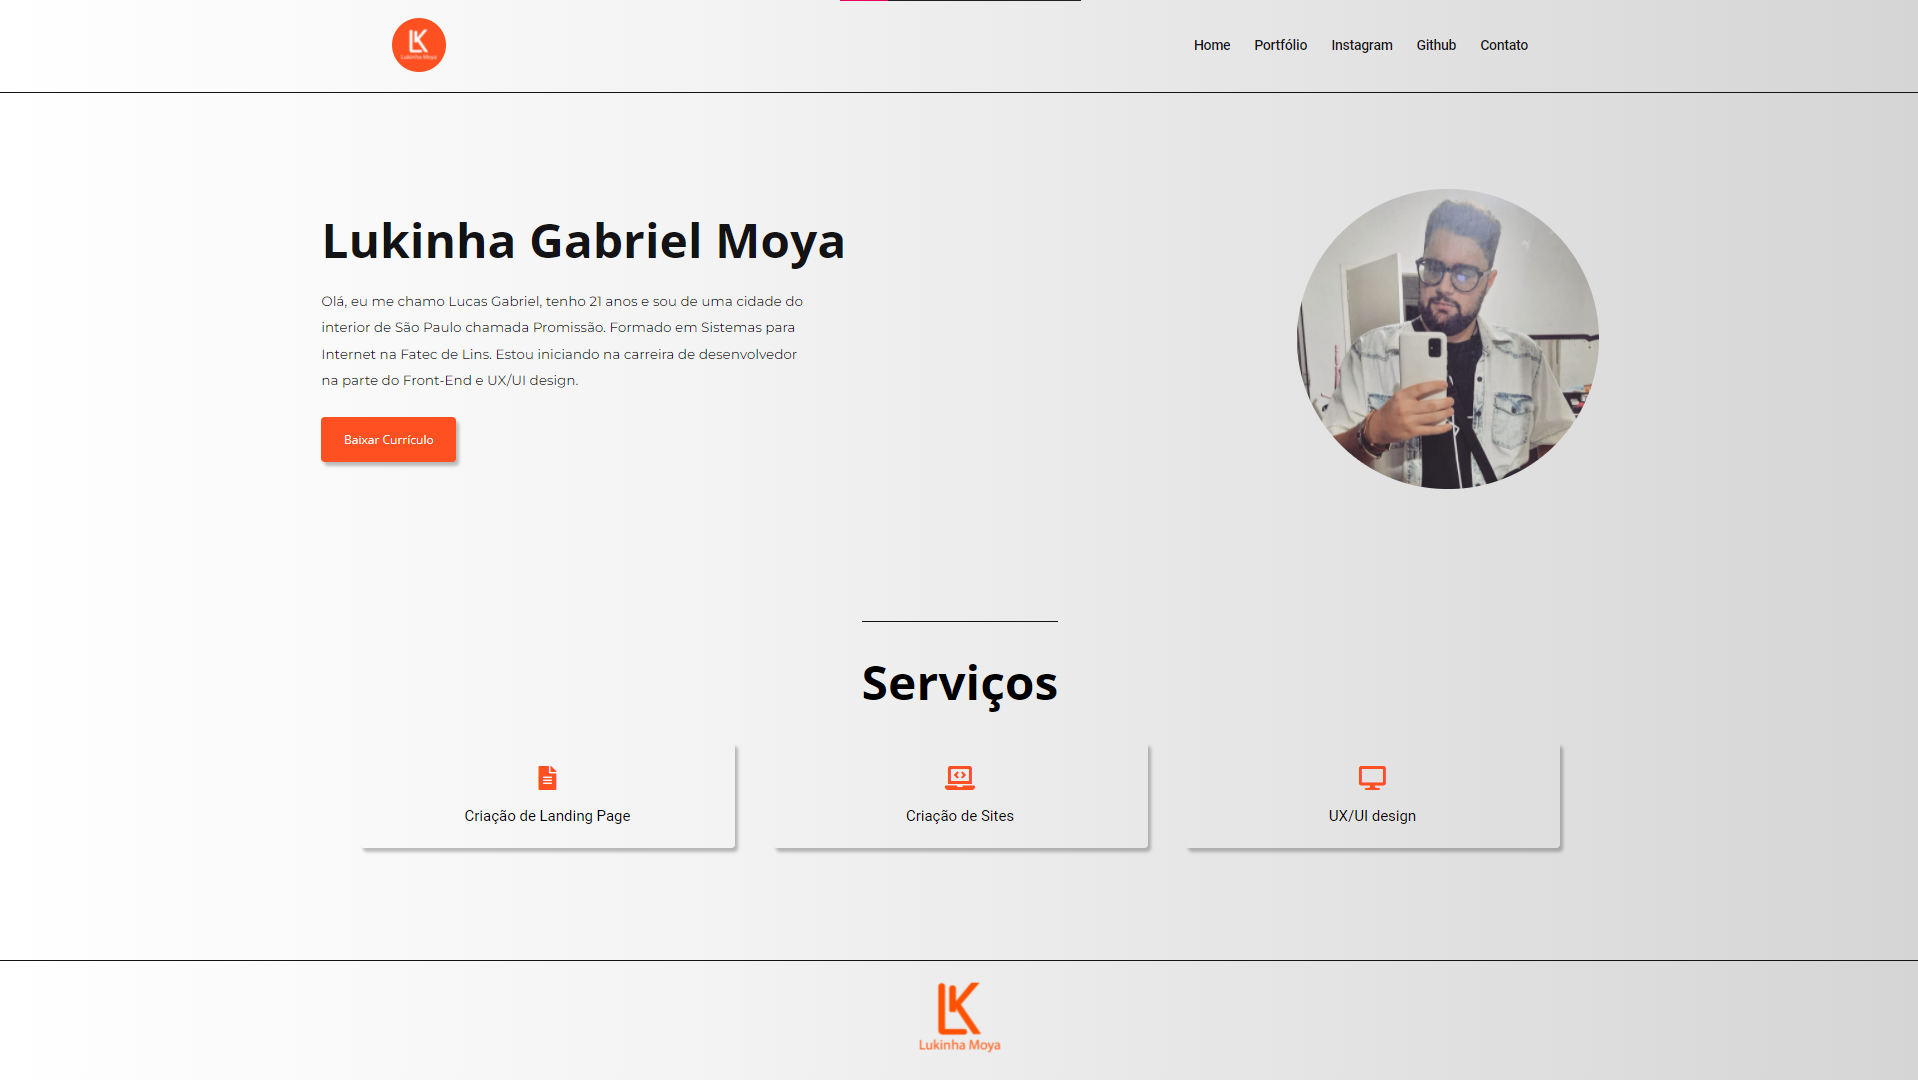 LK
Lukinha Moya
Home Portfólio Instagram Github Contato
Lukinha Gabriel Moya
Olá, eu me chamo Lucas Gabriel, tenho 21 anos e sou de uma cidade do
interior de São Paulo chamada Promissão. Formado em Sistemas para
Internet na Fatec de Lins. Estou iniciando na carreira de desenvolvedor
na parte do Front-End e UX/UI design.
Baixar Currículo
Serviços
Criação de Landing Page
Criação de Sites
UX/UI design
LK
Lukinha Moya